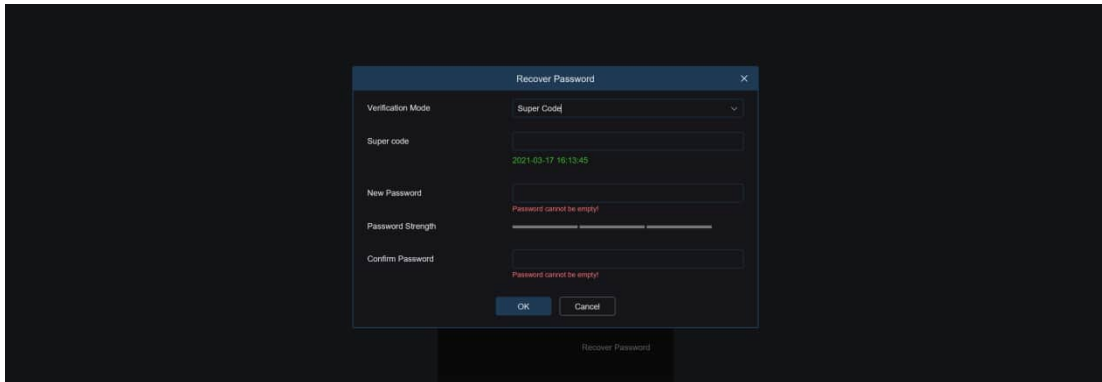 Recover Password
Verification Mode
Super Code
Super code
2021-03-17 16:13:45
New Password
Password cannot be empty!
Password Strength
Confirm Password
Password cannot be empty!
OK
Cancel
Recover Password